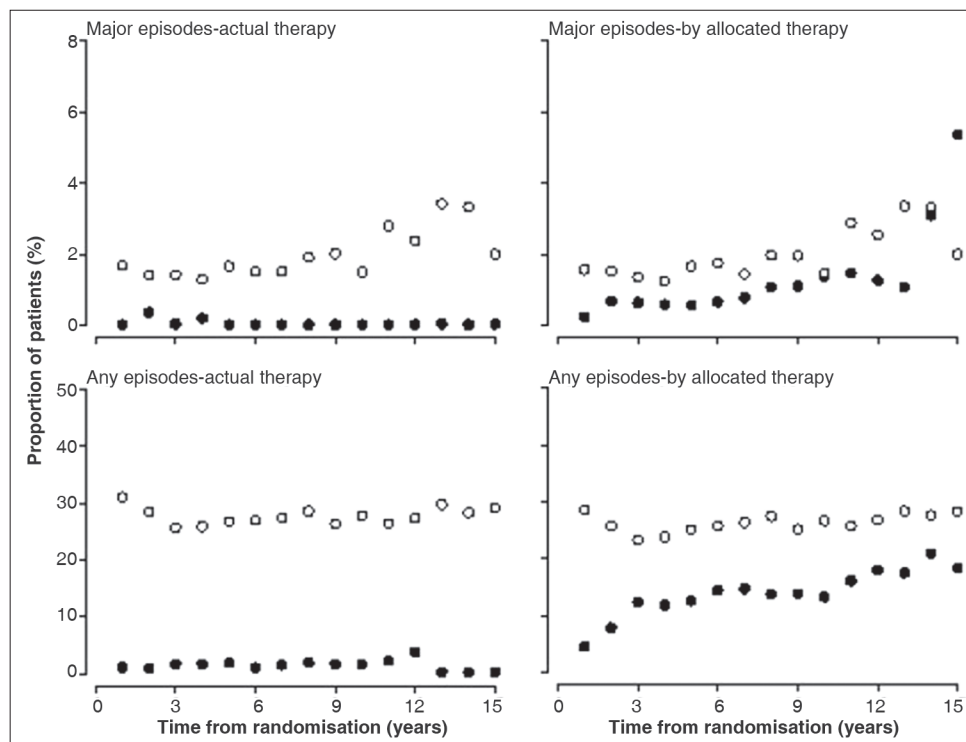 Major episodes-actual therapy
Major episodes-by allocated therapy
8
6
4
2
0
Any episodes-actual therapy
Any episodes-by allocated therapy
50
40
30
20
10
0
Proportion of patients (%)
0 3 6 9 12 15
0 3 6 9 12 15
Time from randomisation (years)
Time from randomisation (years)